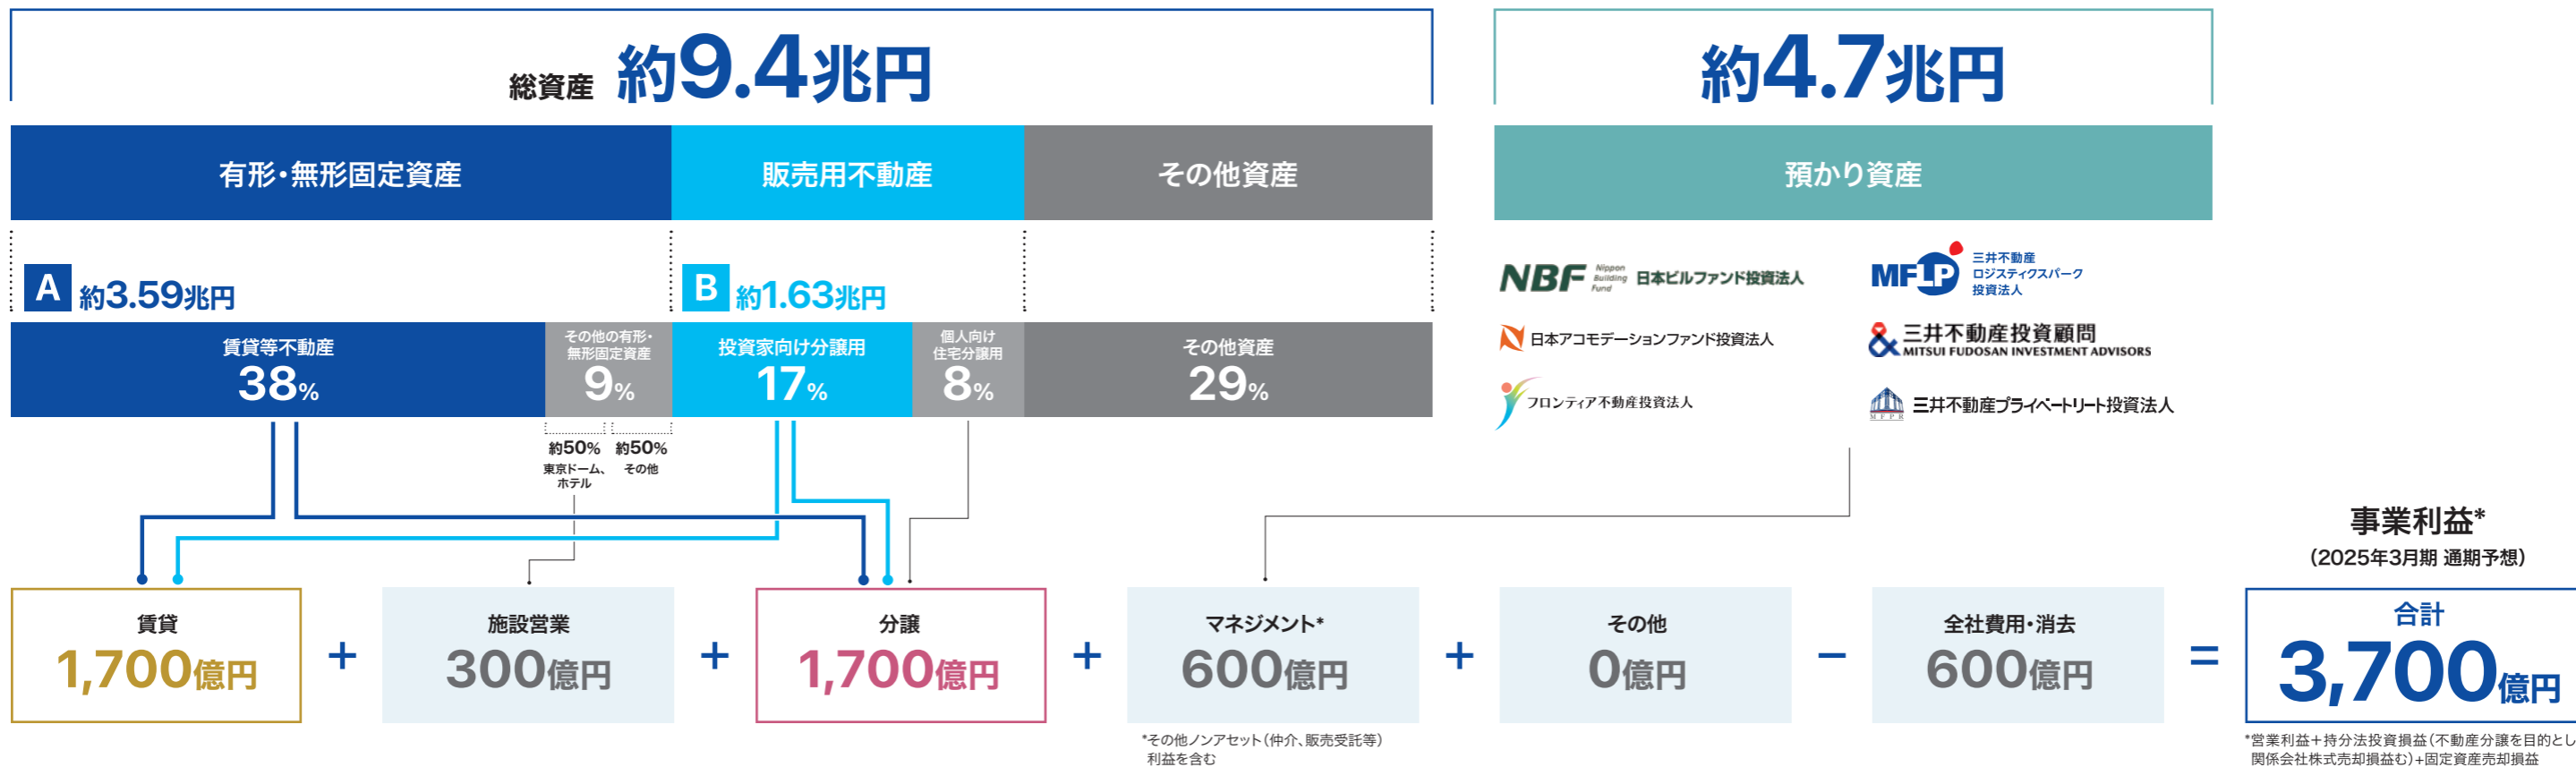 総資産 約9.4兆円
約4.7兆円
有形・無形固定資産
販売用不動産
その他資産
預かり資産
A 約3.59兆円
B 約1.63兆円
賃貸等不動産
38%
その他の有形・
無形固定資産
9%
投資家向け分譲用
17%
個人向け
住宅分譲用
8%
その他資産
29%
約50%
東京ドーム、
ホテル
約50%
その他
NBF Nippon Building Fund 日本ビルファンド投資法人
MFLP 三井不動産
ロジスティクスパーク
投資法人
日本アコモデーションファンド投資法人
三井不動産投資顧問
MITSUI FUDOSAN INVESTMENT ADVISORS
フロンティア不動産投資法人
MFPR 三井不動産プライベートリート投資法人
事業利益*
(2025年3月期 通期予想)
賃貸
1,700億円
+
施設営業
300億円
+
分譲
1,700億円
+
マネジメント*
600億円
+
その他
0億円
−
全社費用・消去
600億円
=
合計
3,700億円
*その他ノンアセット(仲介、販売受託等)
利益を含む
*営業利益+持分法投資損益(不動産分譲を目的とし
関係会社株式売却損益む)+固定資産売却損益